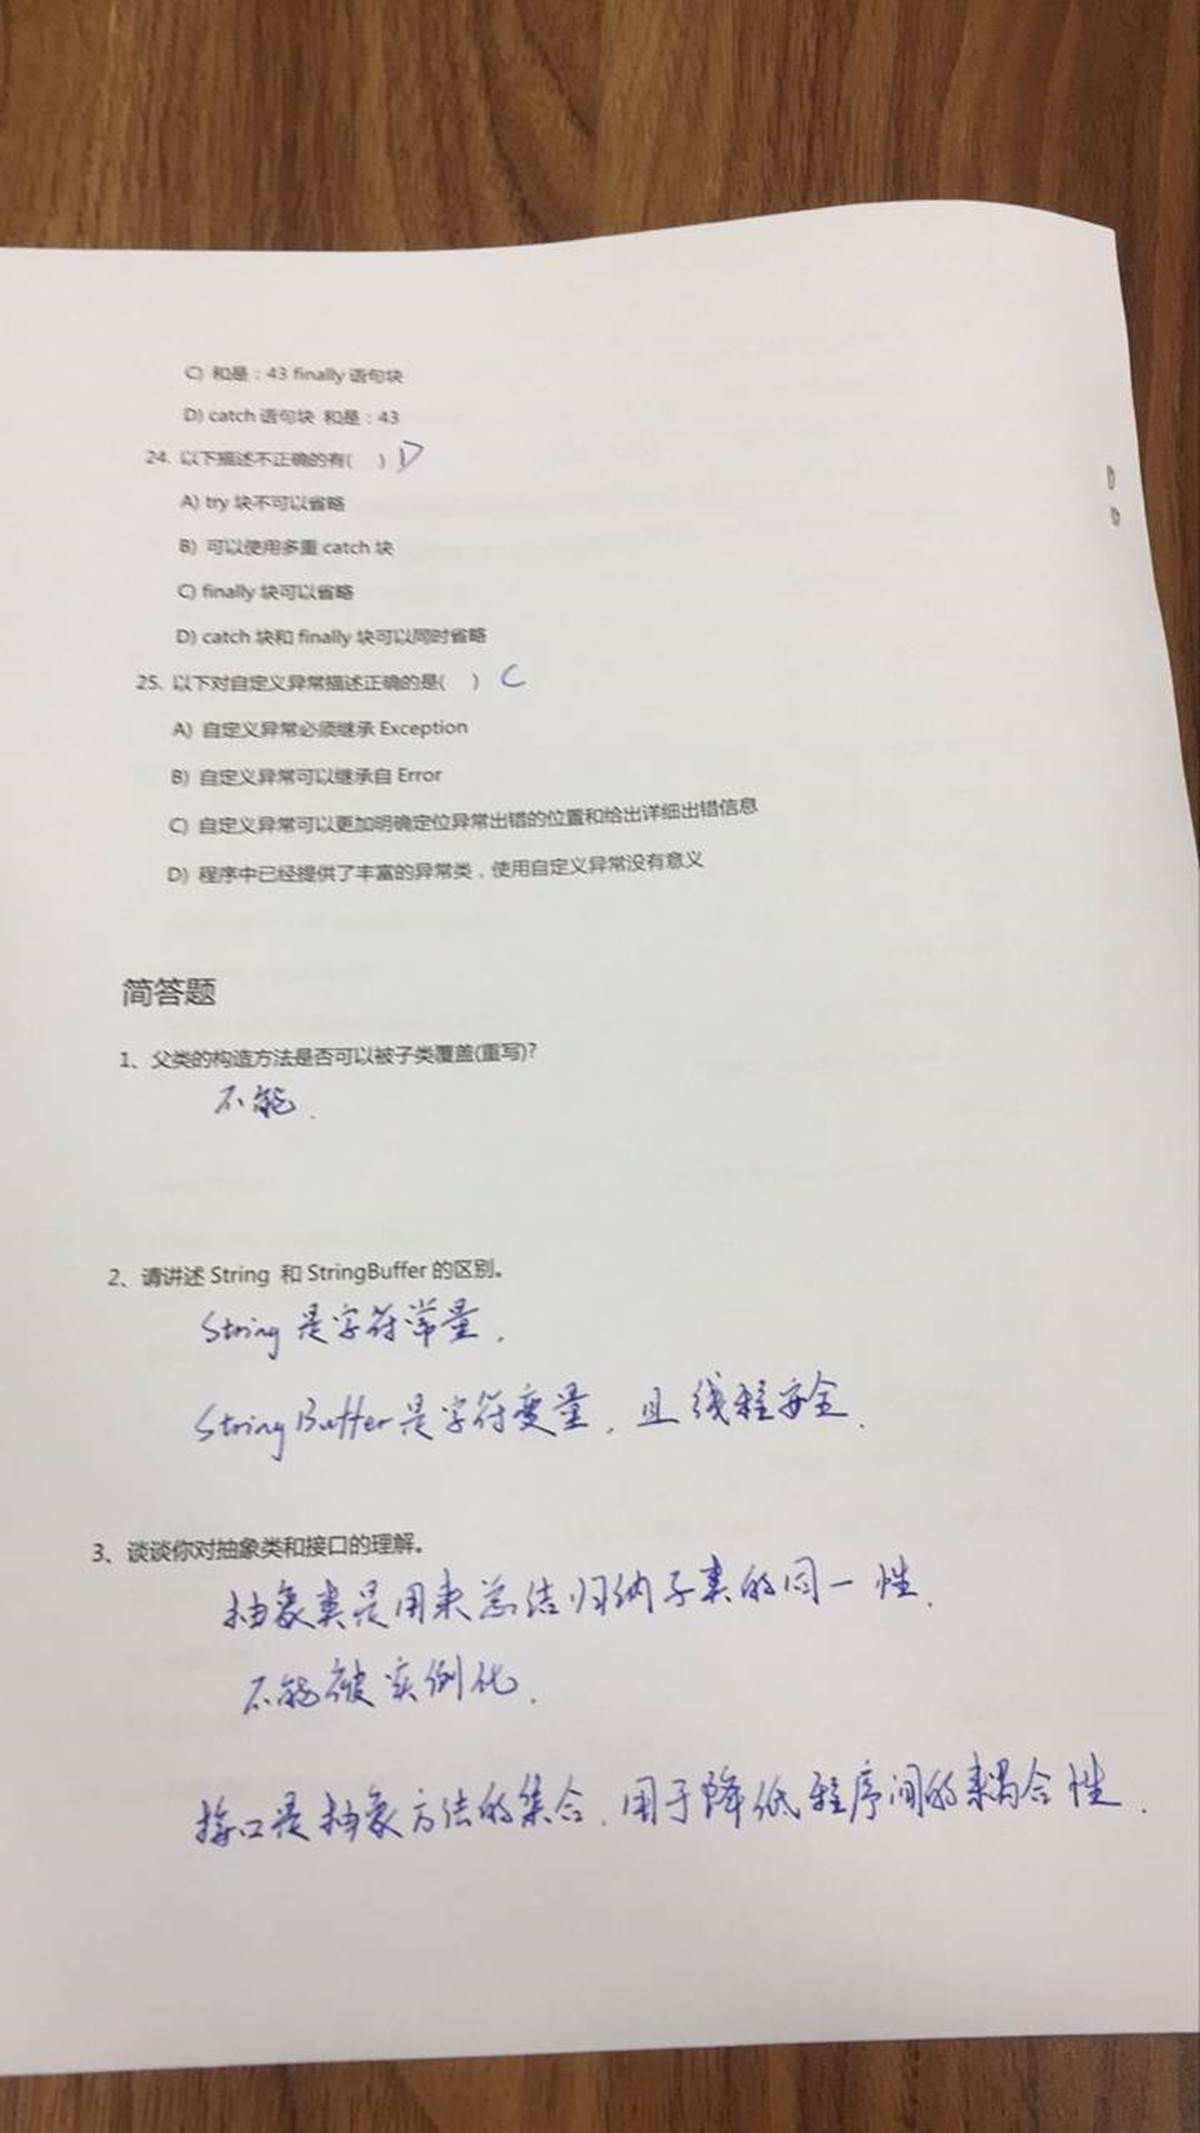 C) 和是：43 finally 语句块
D) catch 语句块 和是：43
24. 以下描述不正确的有( ) D
A) try 块不可以省略
B) 可以使用多重 catch 块
C) finally 块可以省略
D) catch 块和 finally 块可以同时省略
25. 以下对自定义异常描述正确的是( ) C
A) 自定义异常必须继承 Exception
B) 自定义异常可以继承自 Error
C) 自定义异常可以更加明确定位异常出错的位置和给出详细出错信息
D) 程序中已经提供了丰富的异常类，使用自定义异常没有意义
简答题
1、父类的构造方法是否可以被子类覆盖(重写)?
不能.
2、请讲述 String 和 StringBuffer 的区别。
String 是字符常量.
StringBuffer是字符变量. 且线程安全.
3、谈谈你对抽象类和接口的理解。
抽象类是用来总结归纳子类的同一性.
不能被实例化.
接口是抽象方法的集合. 用于降低程序间的耦合性.